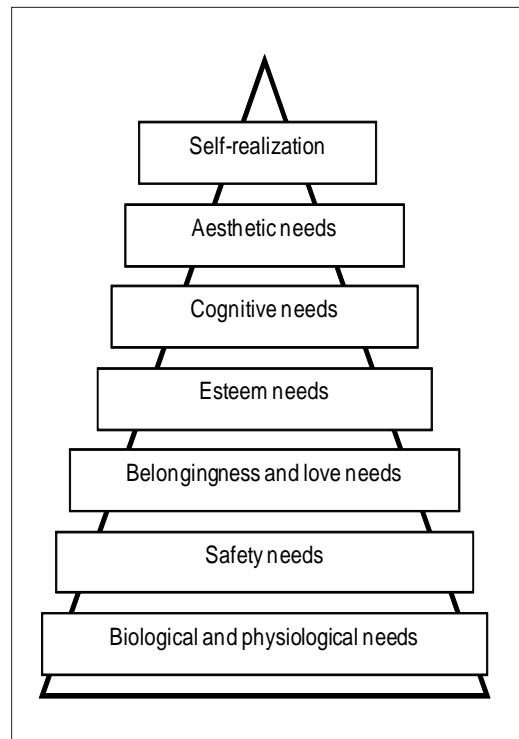 Self-realization
Aesthetic needs
Cognitive needs
Esteem needs
Belongingness and love needs
Safety needs
Biological and physiological needs